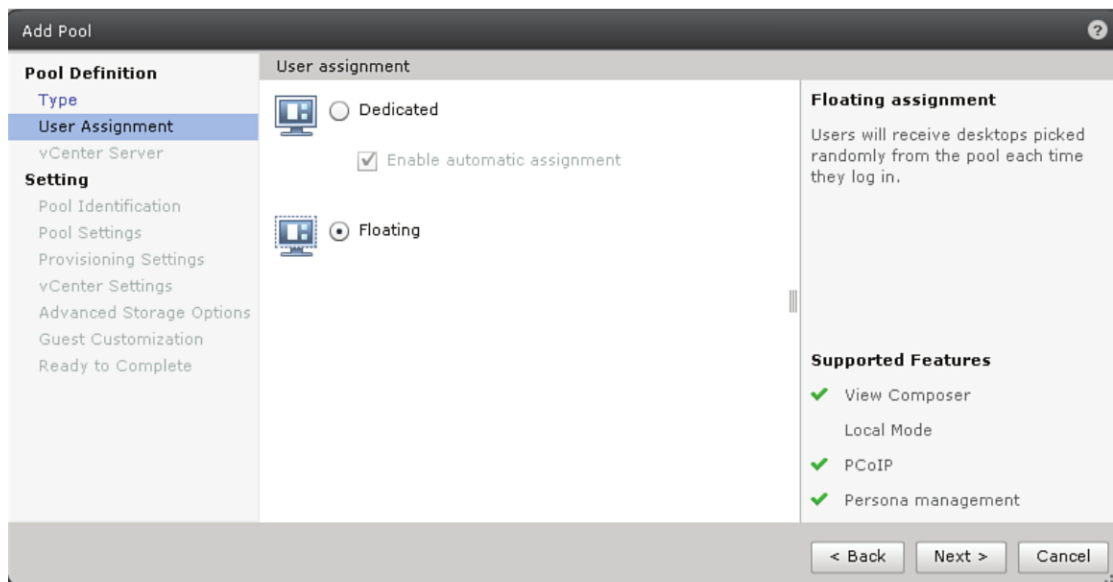 Add Pool
?
Pool Definition
Type
User Assignment
vCenter Server
Setting
Pool Identification
Pool Settings
Provisioning Settings
vCenter Settings
Advanced Storage Options
Guest Customization
Ready to Complete
User assignment
Dedicated
Enable automatic assignment
Floating
Floating assignment
Users will receive desktops picked
randomly from the pool each time
they log in.
Supported Features
View Composer
Local Mode
PCoIP
Persona management
< Back
Next >
Cancel